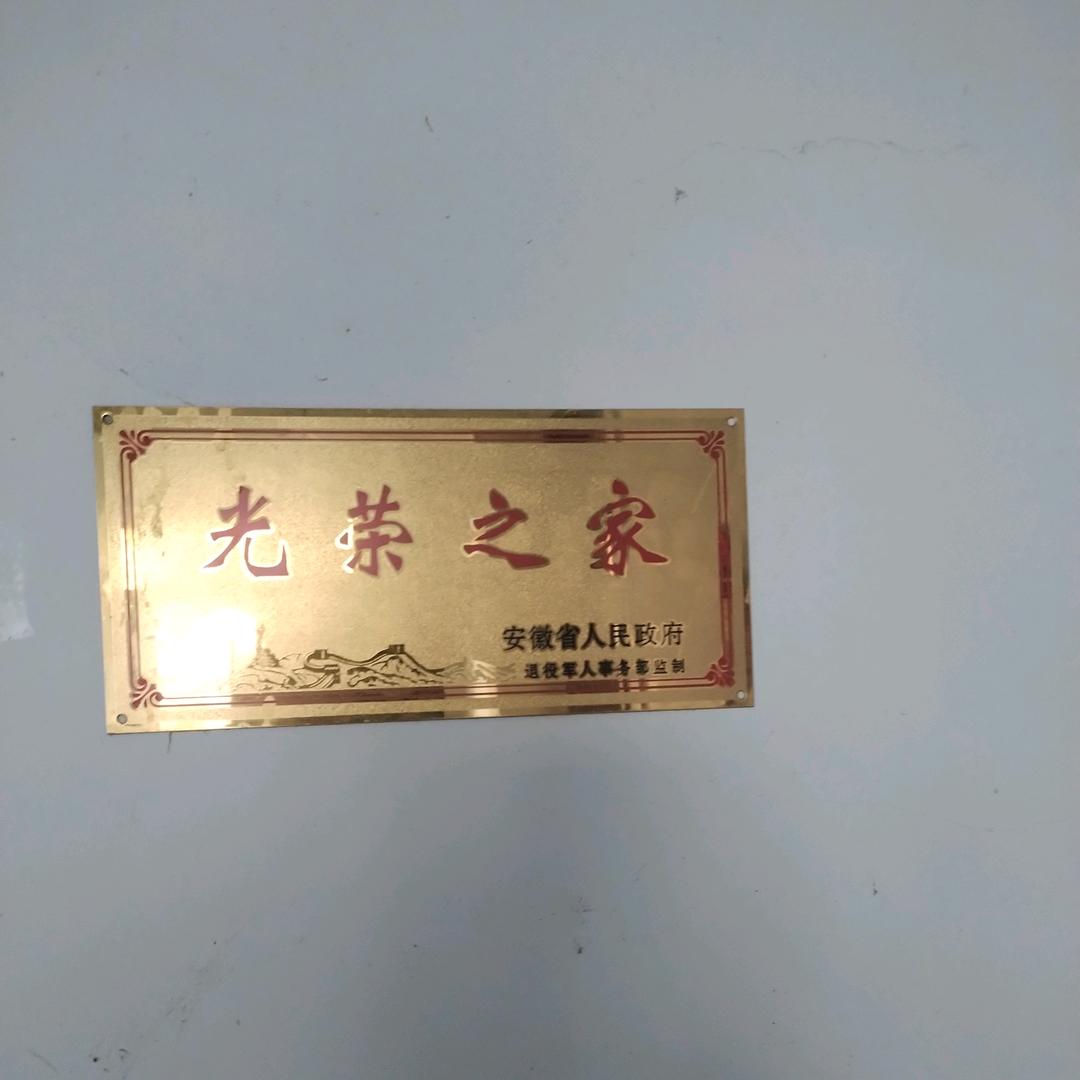 光荣之家
安徽省人民政府
退役军人事务部监制